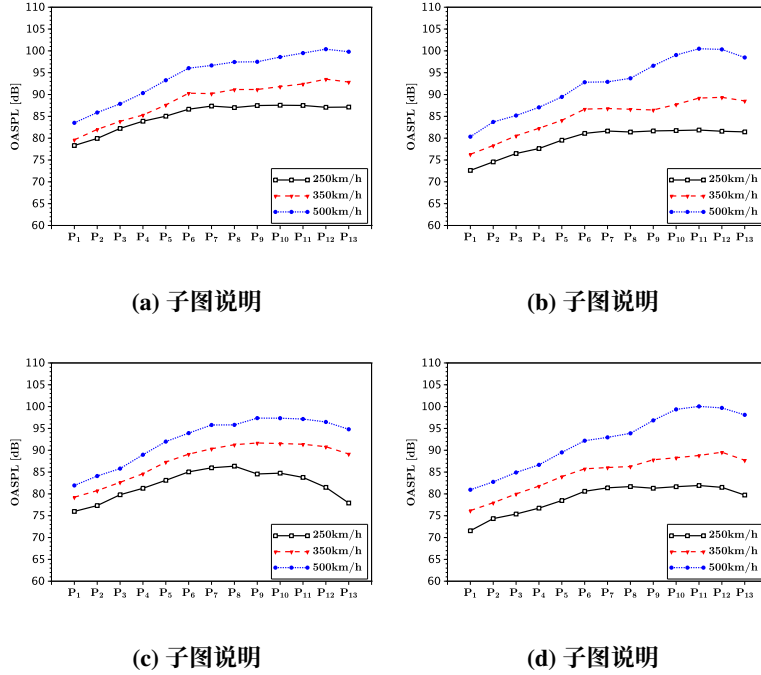 110
105
100
95
90
85
80
75
70
65
60
OASPL [dB]
250km/h
350km/h
500km/h
P₁ P₂ P₃ P₄ P₅ P₆ P₇ P₈ P₉ P₁₀ P₁₁ P₁₂ P₁₃
(a) 子图说明
110
105
100
95
90
85
80
75
70
65
60
OASPL [dB]
250km/h
350km/h
500km/h
P₁ P₂ P₃ P₄ P₅ P₆ P₇ P₈ P₉ P₁₀ P₁₁ P₁₂ P₁₃
(b) 子图说明
110
105
100
95
90
85
80
75
70
65
60
OASPL [dB]
250km/h
350km/h
500km/h
P₁ P₂ P₃ P₄ P₅ P₆ P₇ P₈ P₉ P₁₀ P₁₁ P₁₂ P₁₃
(c) 子图说明
110
105
100
95
90
85
80
75
70
65
60
OASPL [dB]
250km/h
350km/h
500km/h
P₁ P₂ P₃ P₄ P₅ P₆ P₇ P₈ P₉ P₁₀ P₁₁ P₁₂ P₁₃
(d) 子图说明